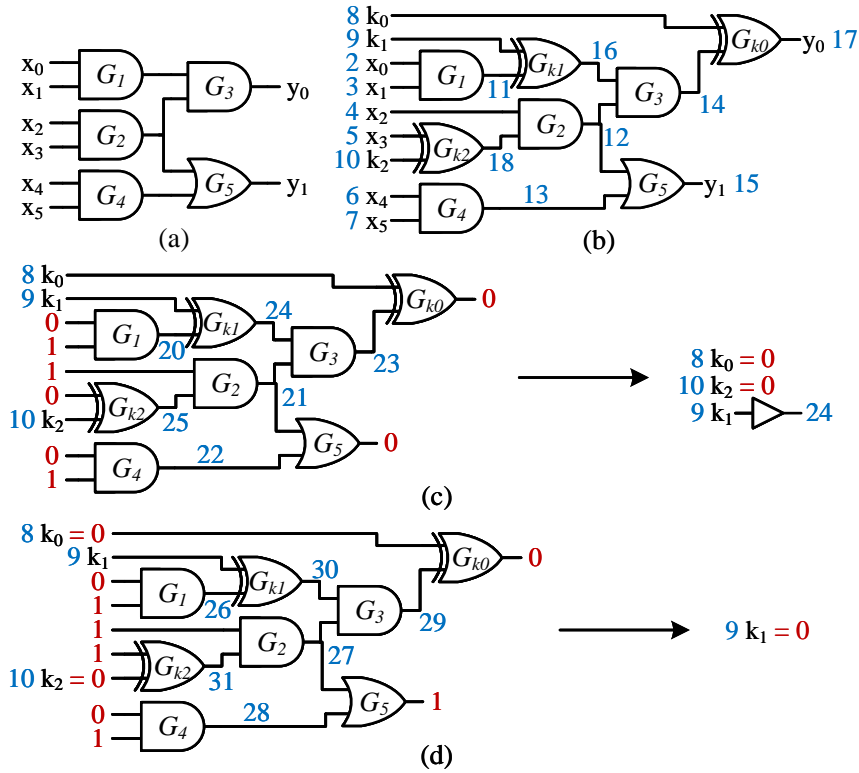 x0
x1
x2
x3
x4
x5
G1
G2
G4
G3
G5
y0
y1
(a)
8 k0
9 k1
2 x0
3 x1
4 x2
5 x3
10 k2
6 x4
7 x5
G1
Gk1
Gk2
G2
G4
G3
G5
Gk0
11
16
18
12
13
14
y0 17
y1 15
(b)
8 k0
9 k1
0
1
1
0
10 k2
0
1
G1
Gk1
Gk2
G2
G4
G3
G5
Gk0
20
24
25
21
22
23
0
0
8 k0 = 0
10 k2 = 0
9 k1 24
(c)
8 k0 = 0
9 k1
0
1
1
1
10 k2 = 0
0
1
G1
Gk1
Gk2
G2
G4
G3
G5
Gk0
26
30
31
27
28
29
0
1
9 k1 = 0
(d)